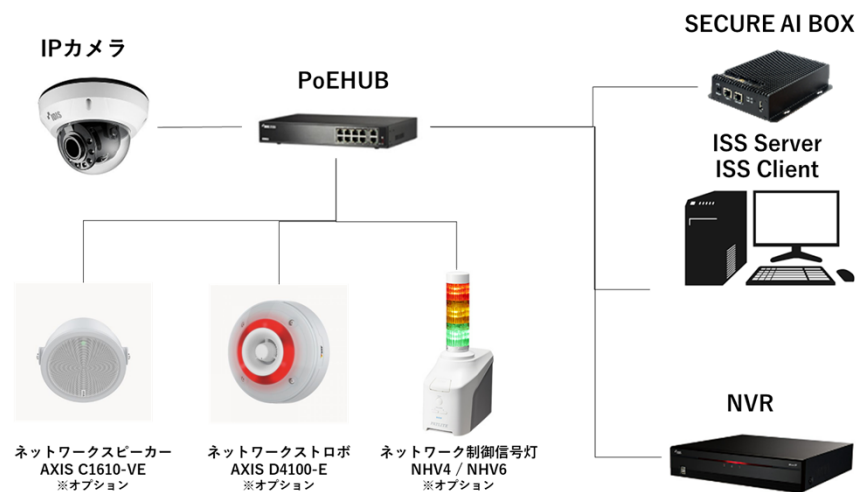 SECURE AI BOX
IPカメラ
PoEHUB
ISS Server
ISS Client
ネットワークスピーカー
AXIS C1610-VE
※オプション
ネットワークストロボ
AXIS D4100-E
※オプション
ネットワーク制御信号灯
NHV4 / NHV6
※オプション
NVR